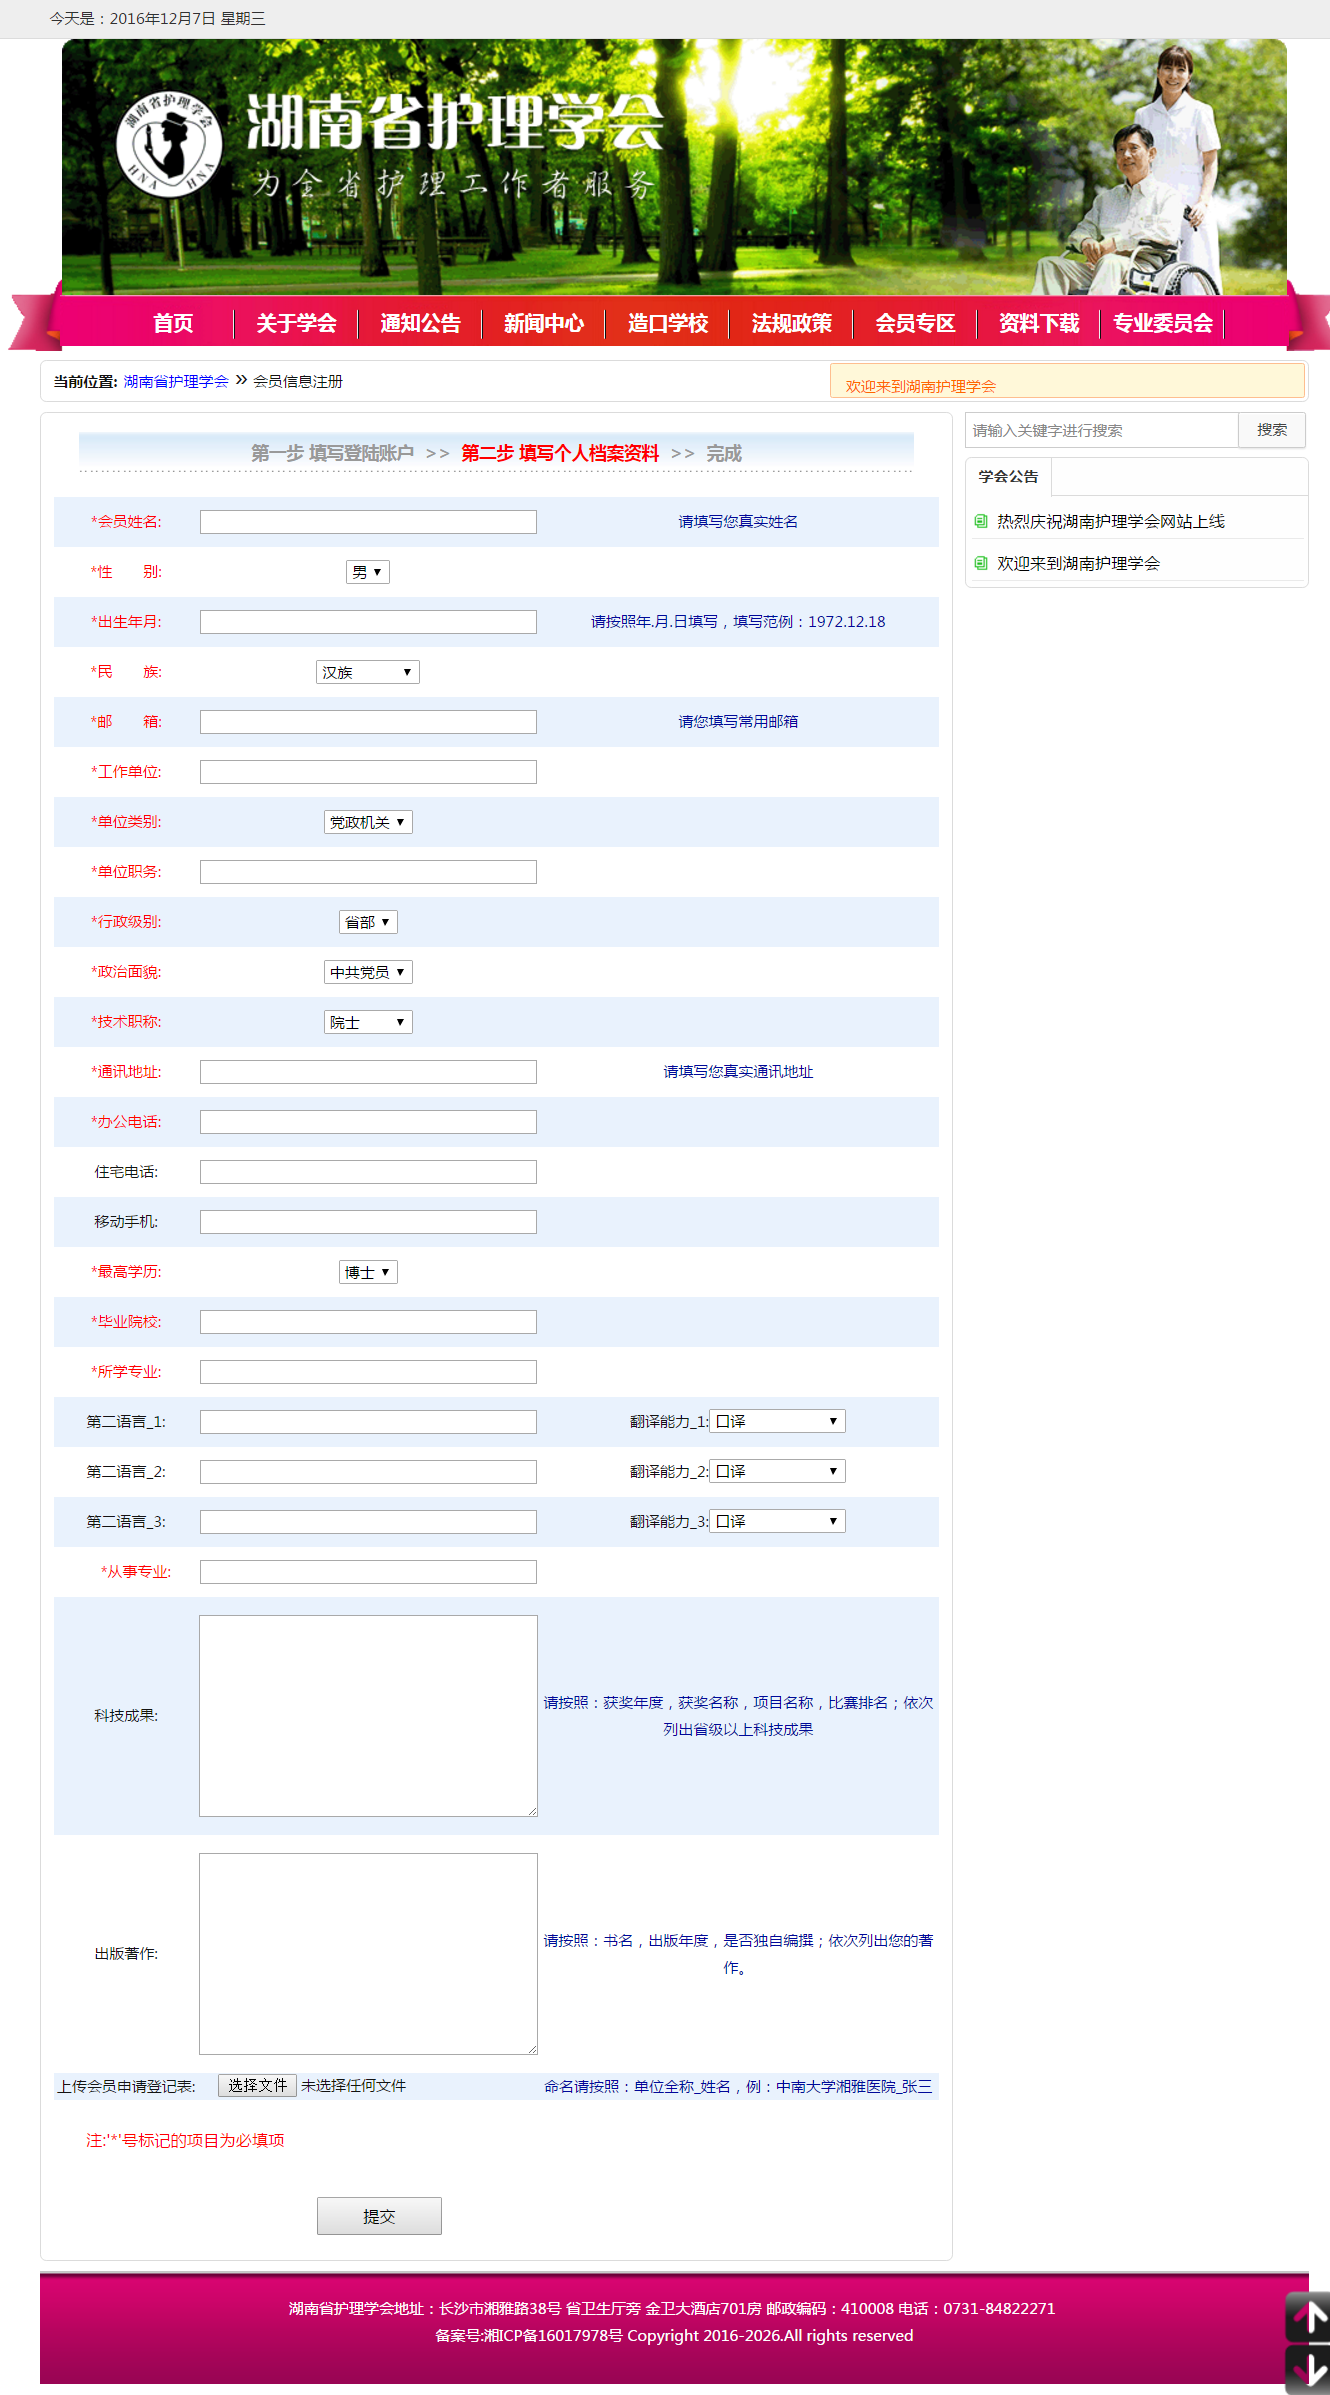 今天是：2016年12月7日 星期三
湖南省护理学会
HNA
湖南省护理学会
为全省护理工作者服务
首页 关于学会 通知公告 新闻中心 造口学校 法规政策 会员专区 资料下载 专业委员会
当前位置: 湖南省护理学会 » 会员信息注册
欢迎来到湖南护理学会
请输入关键字进行搜索 搜索
学会公告
热烈庆祝湖南护理学会网站上线
欢迎来到湖南护理学会
第一步 填写登陆账户 >> 第二步 填写个人档案资料 >> 完成
*会员姓名: 请填写您真实姓名
*性 别: 男
*出生年月: 请按照年.月.日填写，填写范例：1972.12.18
*民 族: 汉族
*邮 箱: 请您填写常用邮箱
*工作单位:
*单位类别: 党政机关
*单位职务:
*行政级别: 省部
*政治面貌: 中共党员
*技术职称: 院士
*通讯地址: 请填写您真实通讯地址
*办公电话:
住宅电话:
移动手机:
*最高学历: 博士
*毕业院校:
*所学专业:
第二语言_1: 翻译能力_1: 口译
第二语言_2: 翻译能力_2: 口译
第二语言_3: 翻译能力_3: 口译
*从事专业:
科技成果: 请按照：获奖年度，获奖名称，项目名称，比赛排名；依次
列出省级以上科技成果
出版著作: 请按照：书名，出版年度，是否独自编撰；依次列出您的著
作。
上传会员申请登记表: 选择文件 未选择任何文件 命名请按照：单位全称_姓名，例：中南大学湘雅医院_张三
注:'*'号标记的项目为必填项
提交
湖南省护理学会地址：长沙市湘雅路38号 省卫生厅旁 金卫大酒店701房 邮政编码：410008 电话：0731-84822271
备案号:湘ICP备16017978号 Copyright 2016-2026.All rights reserved